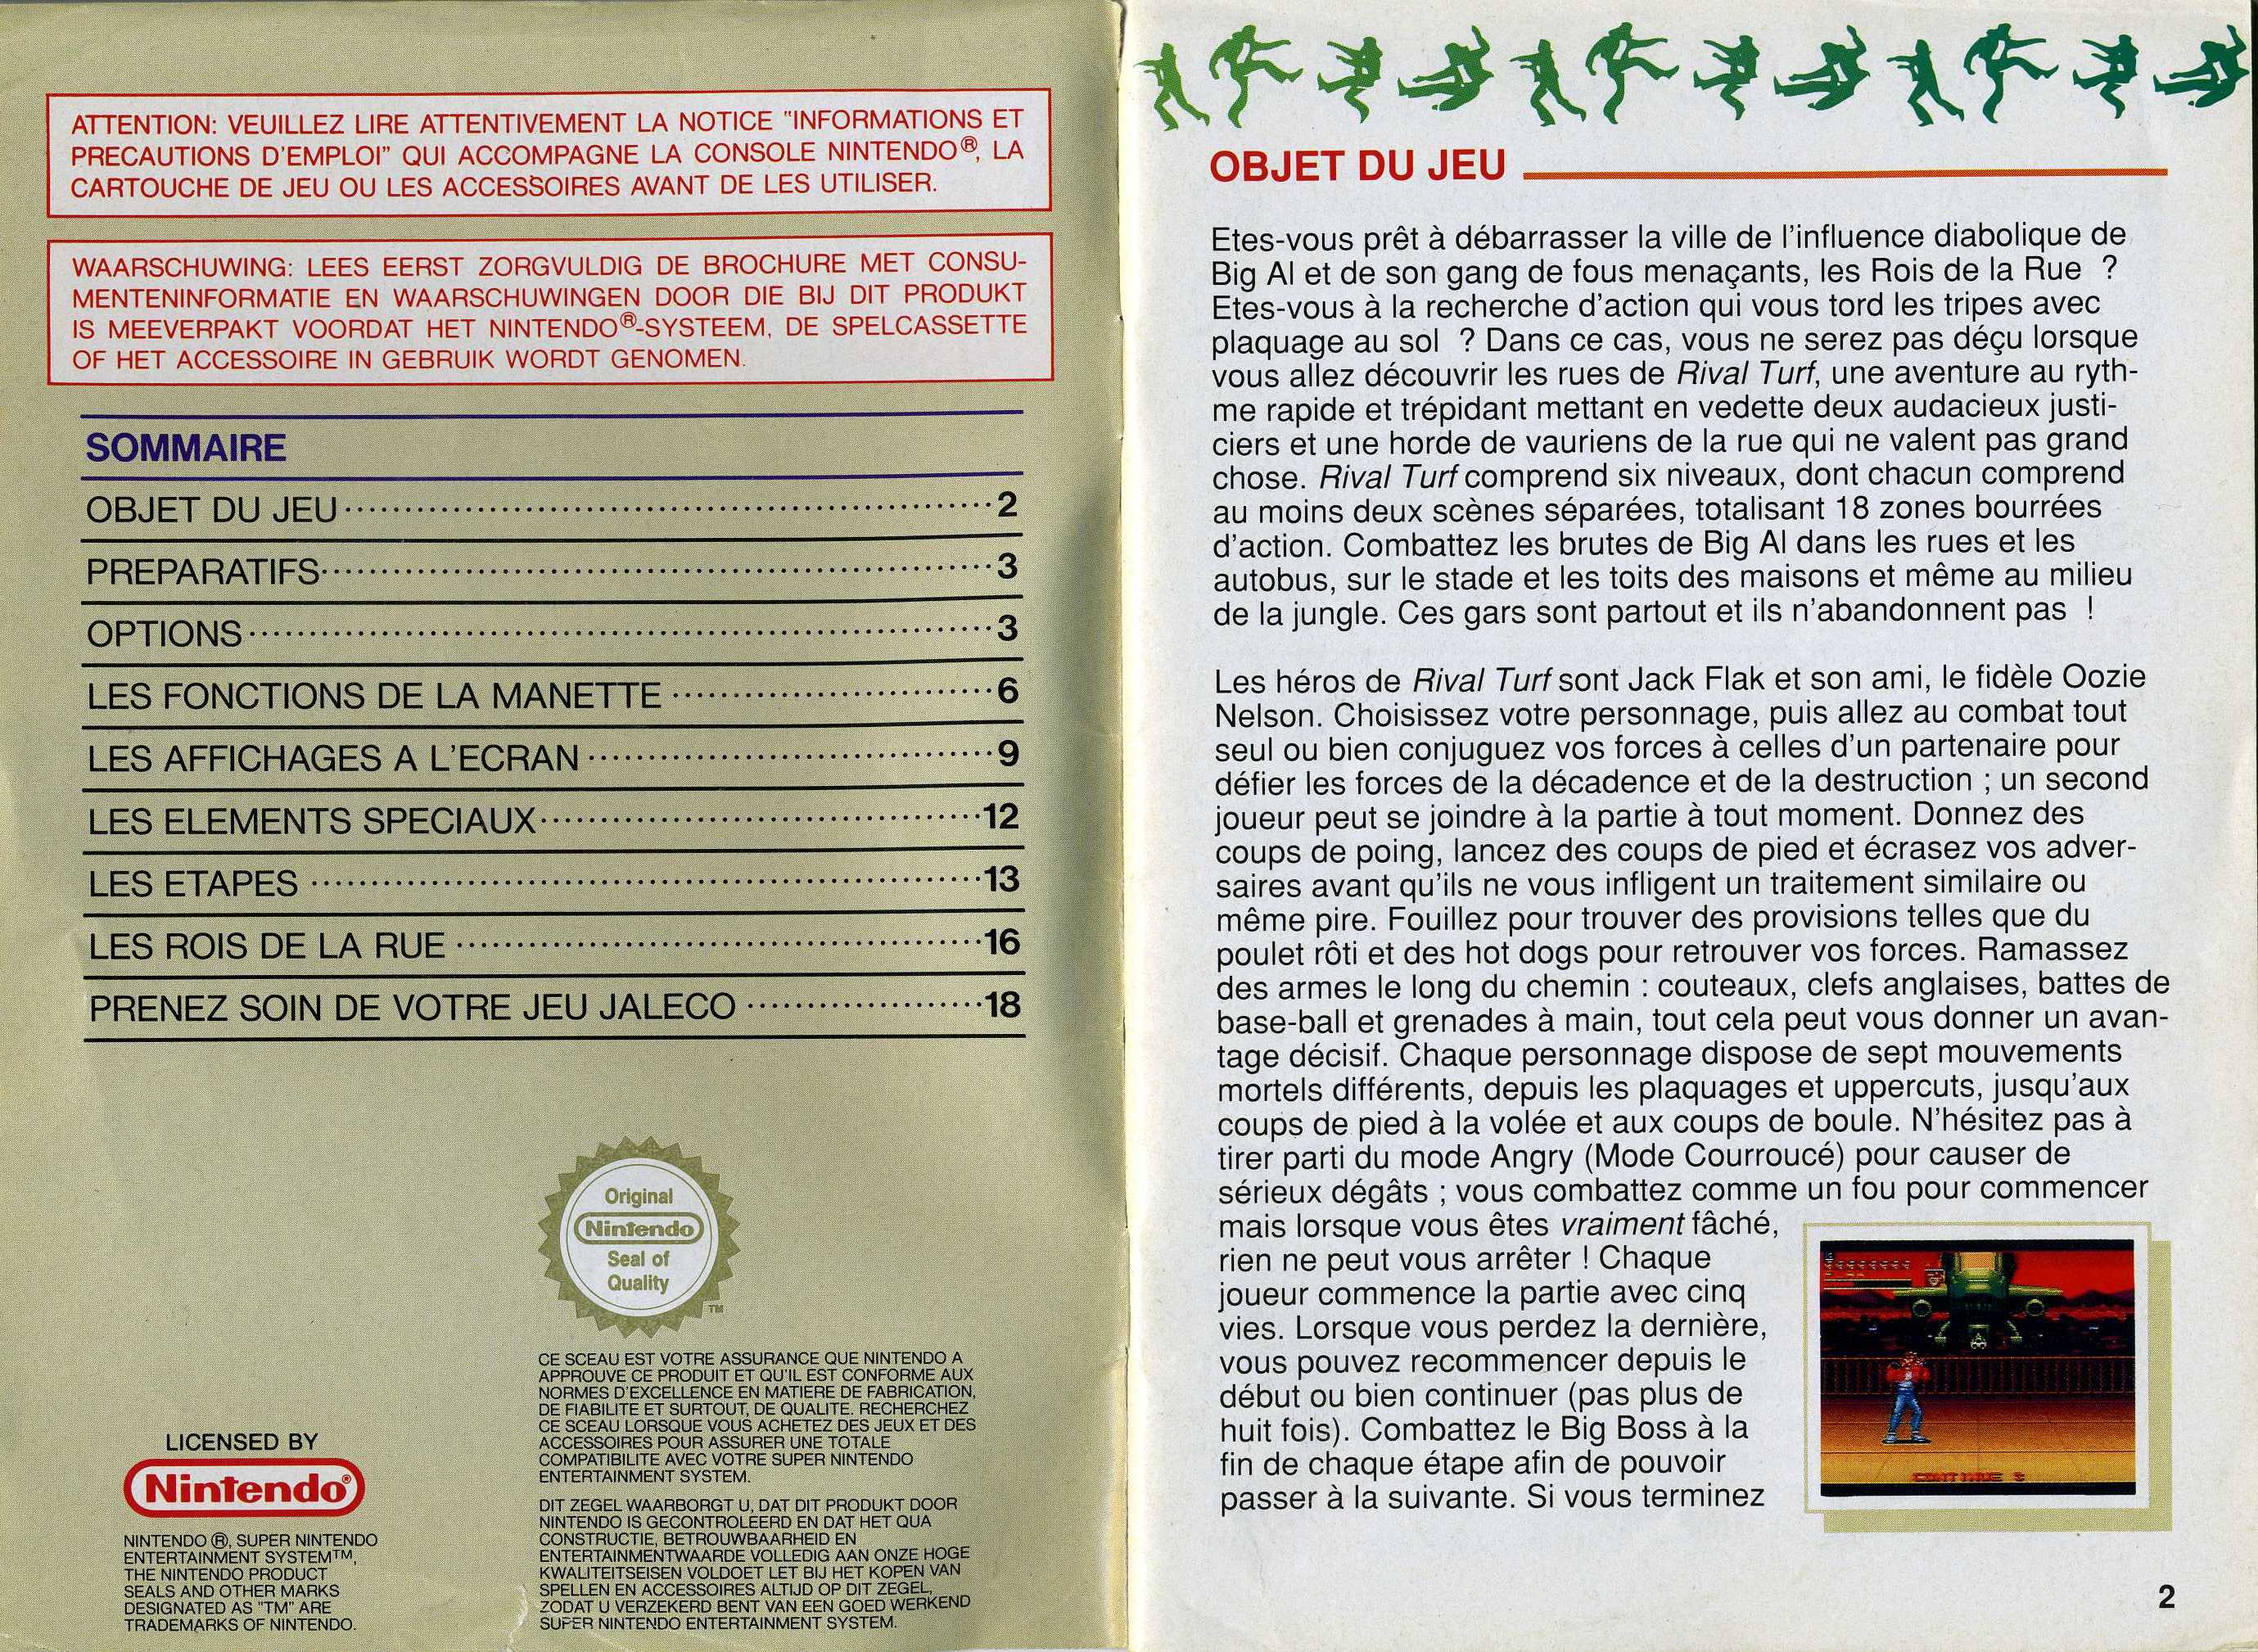 ATTENTION: VEUILLEZ LIRE ATTENTIVEMENT LA NOTICE "INFORMATIONS ET
PRECAUTIONS D'EMPLOI" QUI ACCOMPAGNE LA CONSOLE NINTENDO®, LA
CARTOUCHE DE JEU OU LES ACCESSOIRES AVANT DE LES UTILISER.
WAARSCHUWING: LEES EERST ZORGVULDIG DE BROCHURE MET CONSU-
MENTENINFORMATIE EN WAARSCHUWINGEN DOOR DIE BIJ DIT PRODUKT
IS MEEVERPAKT VOORDAT HET NINTENDO®-SYSTEEM, DE SPELCASSETTE
OF HET ACCESSOIRE IN GEBRUIK WORDT GENOMEN.
SOMMAIRE
OBJET DU JEU 2
PREPARATIFS 3
OPTIONS 3
LES FONCTIONS DE LA MANETTE 6
LES AFFICHAGES A L'ECRAN 9
LES ELEMENTS SPECIAUX 12
LES ETAPES 13
LES ROIS DE LA RUE 16
PRENEZ SOIN DE VOTRE JEU JALECO 18
Original
Nintendo
Seal of
Quality
TM
CE SCEAU EST VOTRE ASSURANCE QUE NINTENDO A
APPROUVE CE PRODUIT ET QU'IL EST CONFORME AUX
NORMES D'EXCELLENCE EN MATIERE DE FABRICATION,
DE FIABILITE ET SURTOUT, DE QUALITE. RECHERCHEZ
CE SCEAU LORSQUE VOUS ACHETEZ DES JEUX ET DES
ACCESSOIRES POUR ASSURER UNE TOTALE
COMPATIBILITE AVEC VOTRE SUPER NINTENDO
ENTERTAINMENT SYSTEM.
DIT ZEGEL WAARBORGT U, DAT DIT PRODUKT DOOR
NINTENDO IS GECONTROLEERD EN DAT HET QUA
CONSTRUCTIE, BETROUWBAARHEID EN
ENTERTAINMENTWAARDE VOLLEDIG AAN ONZE HOGE
KWALITEITSEISEN VOLDOET LET BIJ HET KOPEN VAN
SPELLEN EN ACCESSOIRES ALTIJD OP DIT ZEGEL,
ZODAT U VERZEKERD BENT VAN EEN GOED WERKEND
SUPER NINTENDO ENTERTAINMENT SYSTEM.
LICENSED BY
Nintendo®
NINTENDO ®, SUPER NINTENDO
ENTERTAINMENT SYSTEM™,
THE NINTENDO PRODUCT
SEALS AND OTHER MARKS
DESIGNATED AS "TM" ARE
TRADEMARKS OF NINTENDO.
OBJET DU JEU
Etes-vous prêt à débarrasser la ville de l'influence diabolique de
Big Al et de son gang de fous menaçants, les Rois de la Rue ?
Etes-vous à la recherche d'action qui vous tord les tripes avec
plaquage au sol ? Dans ce cas, vous ne serez pas déçu lorsque
vous allez découvrir les rues de Rival Turf, une aventure au ryth-
me rapide et trépidant mettant en vedette deux audacieux justi-
ciers et une horde de vauriens de la rue qui ne valent pas grand
chose. Rival Turf comprend six niveaux, dont chacun comprend
au moins deux scènes séparées, totalisant 18 zones bourrées
d'action. Combattez les brutes de Big Al dans les rues et les
autobus, sur le stade et les toits des maisons et même au milieu
de la jungle. Ces gars sont partout et ils n'abandonnent pas !
Les héros de Rival Turf sont Jack Flak et son ami, le fidèle Oozie
Nelson. Choisissez votre personnage, puis allez au combat tout
seul ou bien conjuguez vos forces à celles d'un partenaire pour
défier les forces de la décadence et de la destruction ; un second
joueur peut se joindre à la partie à tout moment. Donnez des
coups de poing, lancez des coups de pied et écrasez vos adver-
saires avant qu'ils ne vous infligent un traitement similaire ou
même pire. Fouillez pour trouver des provisions telles que du
poulet rôti et des hot dogs pour retrouver vos forces. Ramassez
des armes le long du chemin : couteaux, clefs anglaises, battes de
base-ball et grenades à main, tout cela peut vous donner un avan-
tage décisif. Chaque personnage dispose de sept mouvements
mortels différents, depuis les plaquages et uppercuts, jusqu'aux
coups de pied à la volée et aux coups de boule. N'hésitez pas à
tirer parti du mode Angry (Mode Courroucé) pour causer de
sérieux dégâts ; vous combattez comme un fou pour commencer
mais lorsque vous êtes vraiment fâché,
rien ne peut vous arrêter ! Chaque
joueur commence la partie avec cinq
vies. Lorsque vous perdez la dernière,
vous pouvez recommencer depuis le
début ou bien continuer (pas plus de
huit fois). Combattez le Big Boss à la
fin de chaque étape afin de pouvoir
passer à la suivante. Si vous terminez
CONTINUE
2